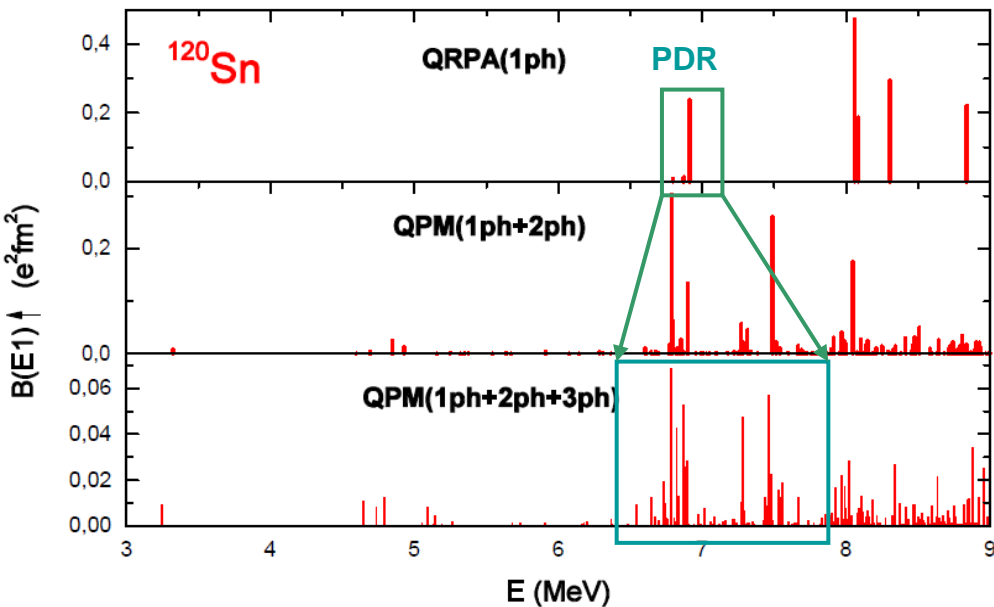 ¹²⁰Sn
QRPA(1ph)
PDR
0,4
0,2
0,0
QPM(1ph+2ph)
0,2
0,0
QPM(1ph+2ph+3ph)
0,06
0,04
0,02
0,00
B(E1) ↑ (e²fm²)
3 4 5 6 7 8 9
E (MeV)